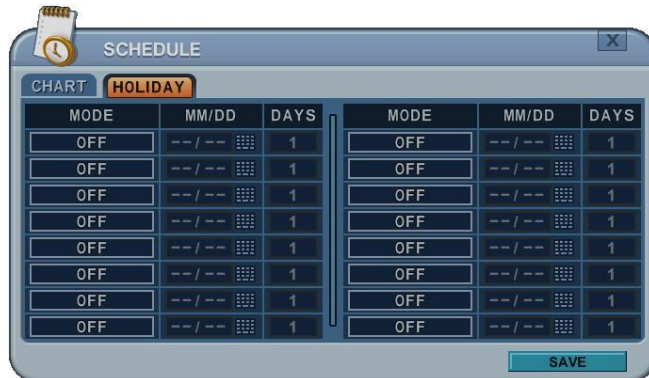 SCHEDULE X
CHART HOLIDAY
MODE MM/DD DAYS MODE MM/DD DAYS
OFF --/-- 1 OFF --/-- 1
OFF --/-- 1 OFF --/-- 1
OFF --/-- 1 OFF --/-- 1
OFF --/-- 1 OFF --/-- 1
OFF --/-- 1 OFF --/-- 1
OFF --/-- 1 OFF --/-- 1
OFF --/-- 1 OFF --/-- 1
OFF --/-- 1 OFF --/-- 1
SAVE